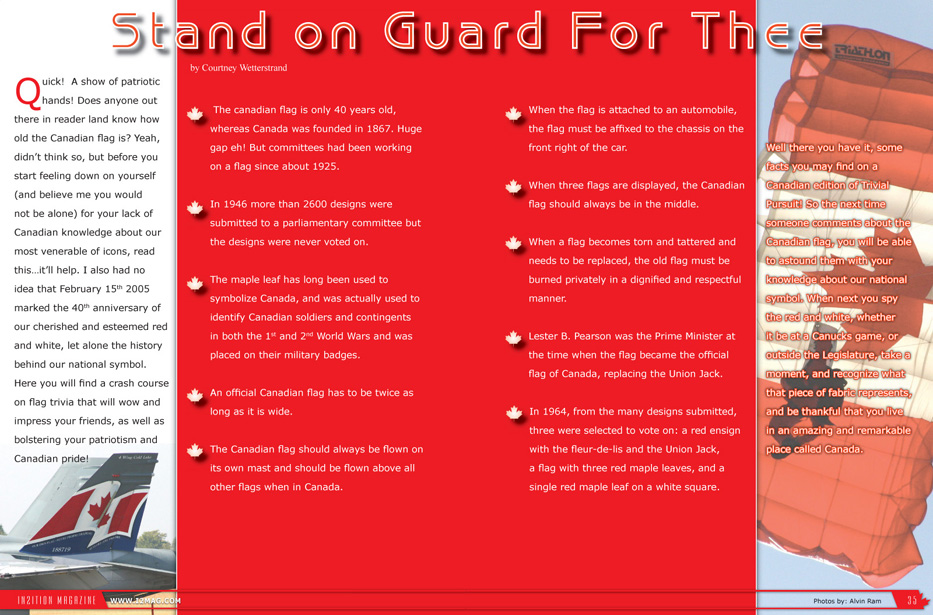 Stand on Guard For Thee
by Courtney Wetterstrand
Quick!  A show of patriotic
hands! Does anyone out
there in reader land know how
old the Canadian flag is? Yeah,
didn’t think so, but before you
start feeling down on yourself
(and believe me you would
not be alone) for your lack of
Canadian knowledge about our
most venerable of icons, read
this…it’ll help. I also had no
idea that February 15th 2005
marked the 40th anniversary of
our cherished and esteemed red
and white, let alone the history
behind our national symbol.
Here you will find a crash course
on flag trivia that will wow and
impress your friends, as well as
bolstering your patriotism and
Canadian pride!
The canadian flag is only 40 years old,
whereas Canada was founded in 1867. Huge
gap eh! But committees had been working
on a flag since about 1925.
In 1946 more than 2600 designs were
submitted to a parliamentary committee but
the designs were never voted on.
The maple leaf has long been used to
symbolize Canada, and was actually used to
identify Canadian soldiers and contingents
in both the 1st and 2nd World Wars and was
placed on their military badges.
An official Canadian flag has to be twice as
long as it is wide.
The Canadian flag should always be flown on
its own mast and should be flown above all
other flags when in Canada.
When the flag is attached to an automobile,
the flag must be affixed to the chassis on the
front right of the car.
When three flags are displayed, the Canadian
flag should always be in the middle.
When a flag becomes torn and tattered and
needs to be replaced, the old flag must be
burned privately in a dignified and respectful
manner.
Lester B. Pearson was the Prime Minister at
the time when the flag became the official
flag of Canada, replacing the Union Jack.
In 1964, from the many designs submitted,
three were selected to vote on: a red ensign
with the fleur-de-lis and the Union Jack,
a flag with three red maple leaves, and a
single red maple leaf on a white square.
TRIATHLON
Well there you have it, some
facts you may find on a
Canadian edition of Trivial
Pursuit! So the next time
someone comments about the
Canadian flag, you will be able
to astound them with your
knowledge about our national
symbol. When next you spy
the red and white, whether
it be at a Canucks game, or
outside the Legislature, take a
moment, and recognize what
that piece of fabric represents,
and be thankful that you live
in an amazing and remarkable
place called Canada.
188719
IN2ITION MAGAZINE
WWW.I2MAG.COM
Photos by: Alvin Ram
35